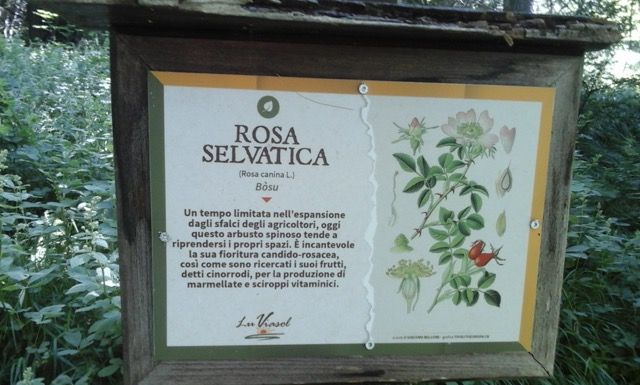 ROSA
SELVATICA
(Rosa canina L.)
Bòsu
Un tempo limitata nell'espansione
dagli sfalci degli agricoltori, oggi
questo arbusto spinoso tende a
riprendersi i propri spazi. È incantevole
la sua fioritura candido-rosacea,
così come sono ricercati i suoi frutti,
detti cinorrodi, per la produzione di
marmellate e sciroppi vitaminici.
Lu Viasol